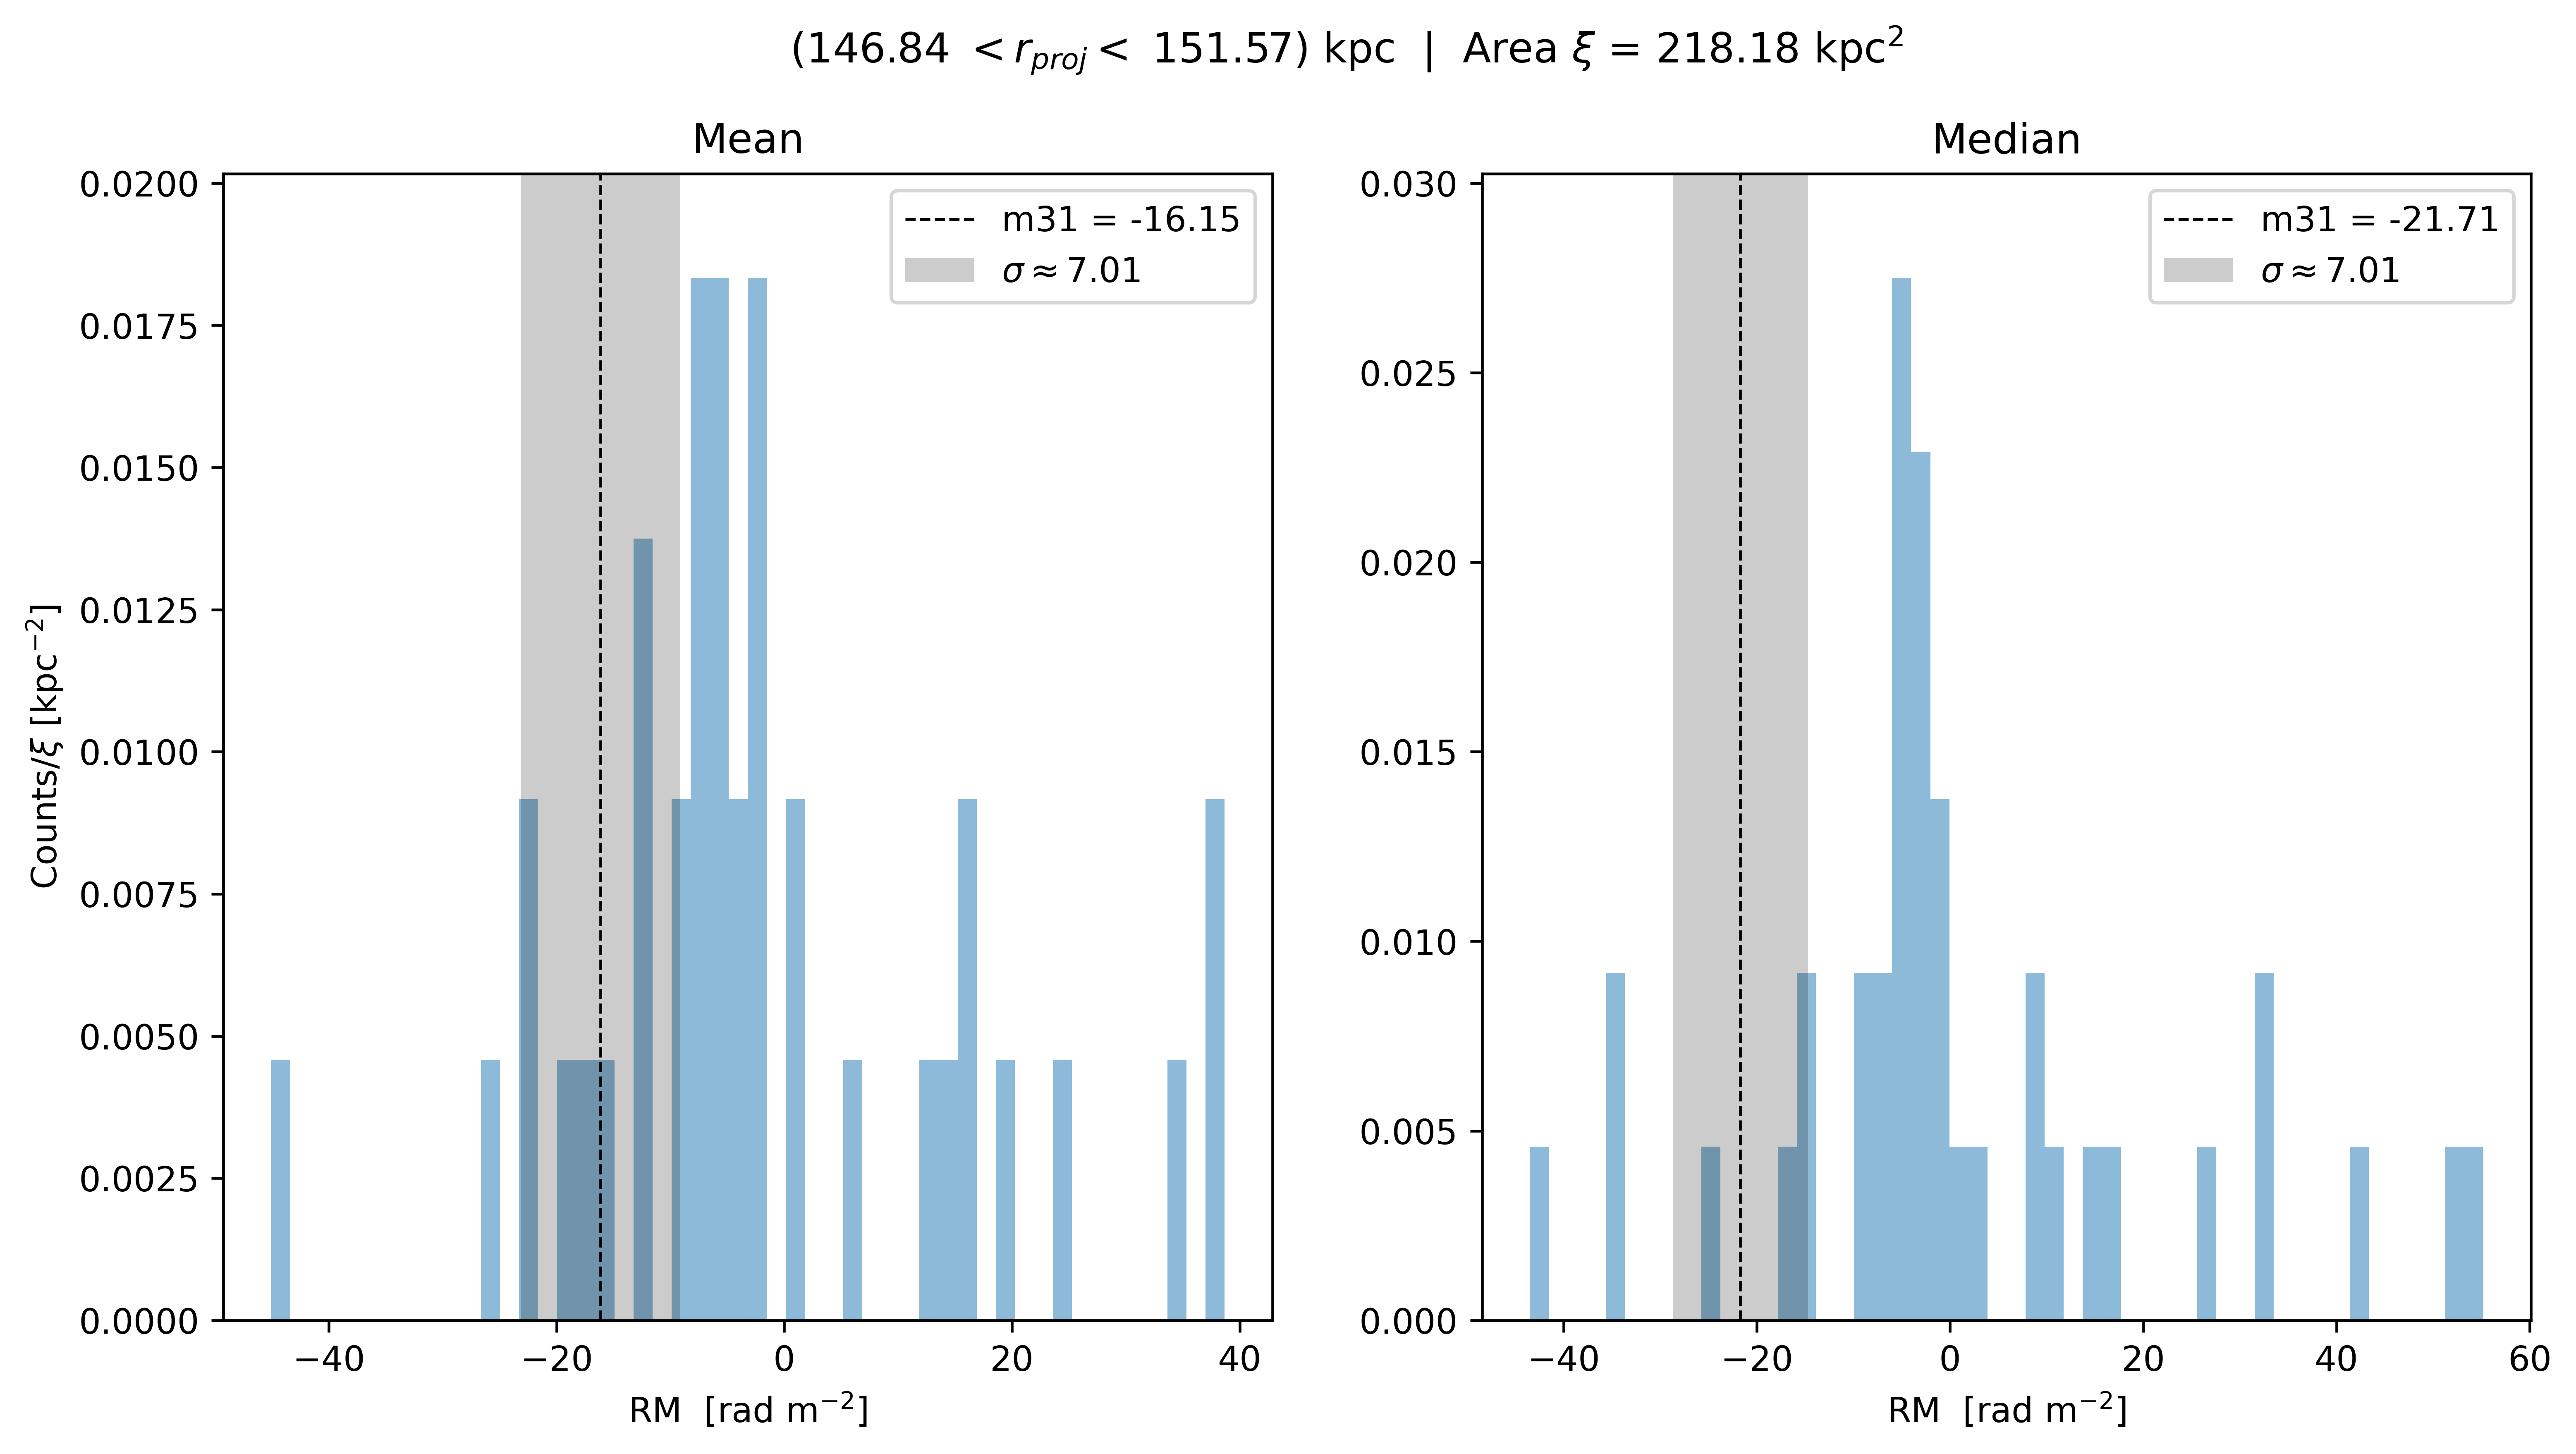 (146.84 < r_proj < 151.57) kpc | Area ξ = 218.18 kpc²
Mean
0.0200
0.0175
0.0150
0.0125
0.0100
0.0075
0.0050
0.0025
0.0000
Counts/ξ [kpc⁻²]
m31 = -16.15
σ ≈ 7.01
−40 −20 0 20 40
RM [rad m⁻²]
Median
0.030
0.025
0.020
0.015
0.010
0.005
0.000
m31 = -21.71
σ ≈ 7.01
−40 −20 0 20 40 60
RM [rad m⁻²]